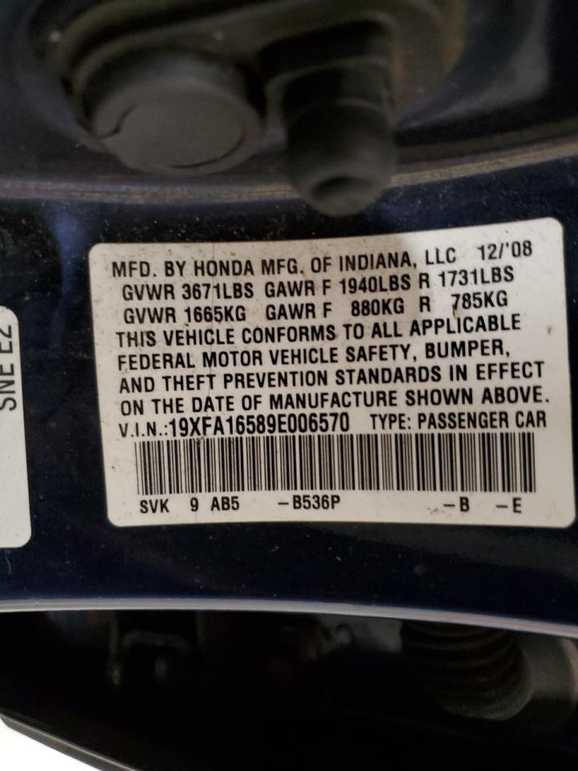 MFD. BY HONDA MFG. OF INDIANA, LLC 12/'08
GVWR 3671LBS GAWR F 1940LBS R 1731LBS
GVWR 1665KG GAWR F 880KG R 785KG
THIS VEHICLE CONFORMS TO ALL APPLICABLE
FEDERAL MOTOR VEHICLE SAFETY, BUMPER,
AND THEFT PREVENTION STANDARDS IN EFFECT
ON THE DATE OF MANUFACTURE SHOWN ABOVE.
V.I.N.:19XFA16589E006570 TYPE: PASSENGER CAR
SVK 9 AB5 -B536P -B -E
SNE E2